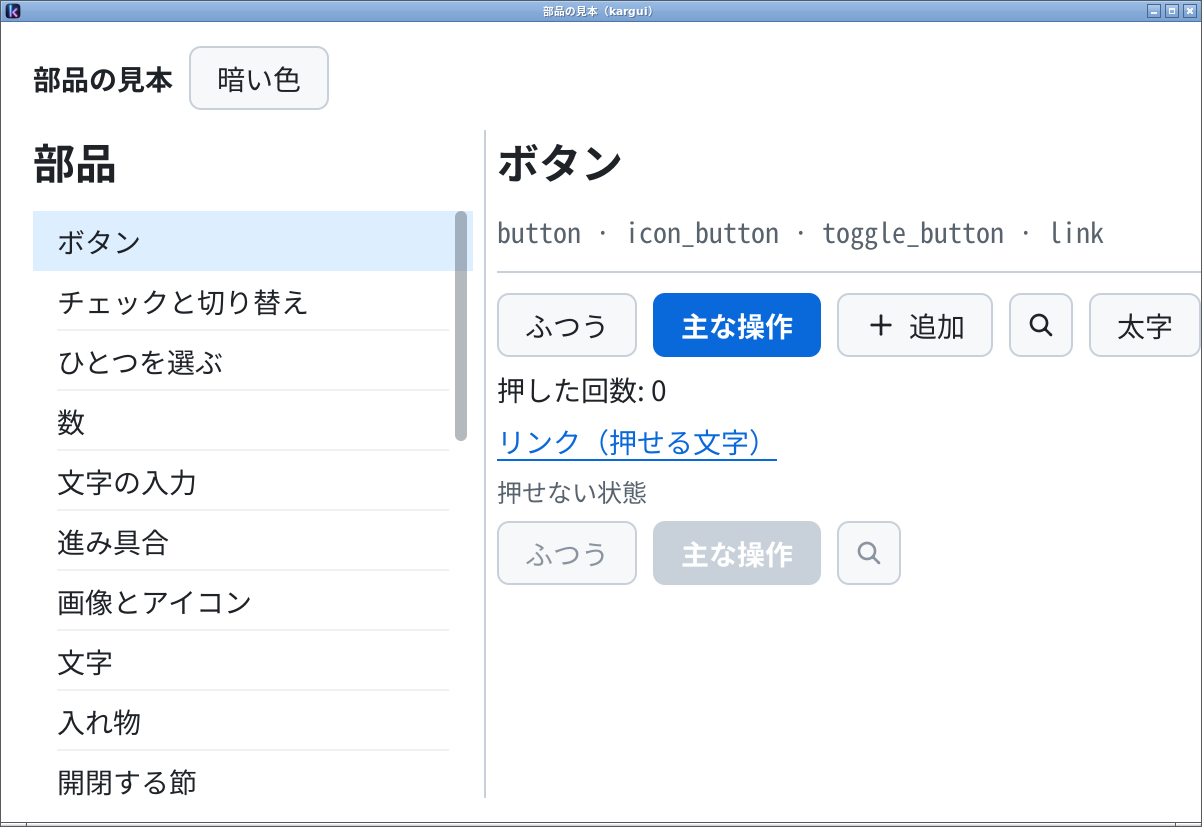 部品の見本（kargui）
部品の見本 暗い色
部品
ボタン
チェックと切り替え
ひとつを選ぶ
数
文字の入力
進み具合
画像とアイコン
文字
入れ物
開閉する節
ボタン
button · icon_button · toggle_button · link
ふつう 主な操作 + 追加 太字
押した回数: 0
リンク（押せる文字）
押せない状態
ふつう 主な操作